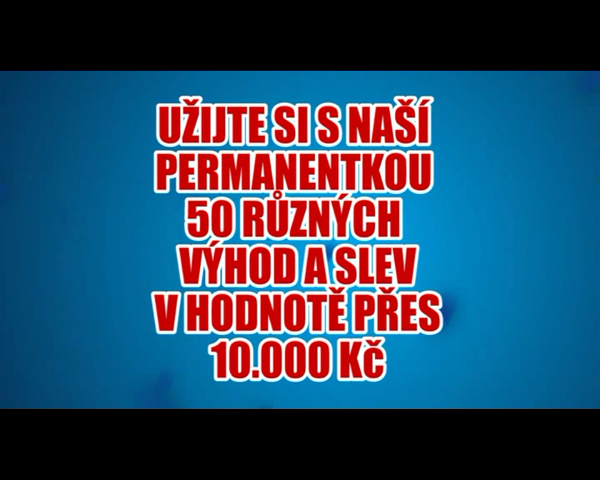 UŽIJTE SI S NAŠÍ
PERMANENTKOU
50 RŮZNÝCH
VÝHOD A SLEV
V HODNOTĚ PŘES
10.000 Kč